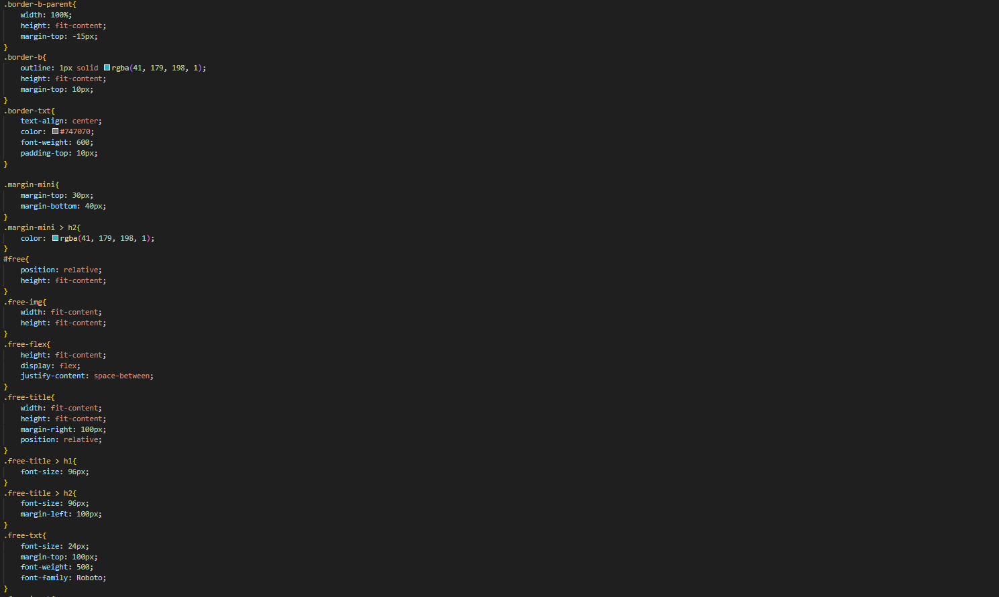 .border-b-parent{
    width: 100%;
    height: fit-content;
    margin-top: -15px;
}
.border-b{
    outline: 1px solid rgba(41, 179, 198, 1);
    height: fit-content;
    margin-top: 10px;
}
.border-txt{
    text-align: center;
    color: #747070;
    font-weight: 600;
    padding-top: 10px;
}

.margin-mini{
    margin-top: 30px;
    margin-bottom: 40px;
}
.margin-mini > h2{
    color: rgba(41, 179, 198, 1);
}
#free{
    position: relative;
    height: fit-content;
}
.free-img{
    width: fit-content;
    height: fit-content;
}
.free-flex{
    height: fit-content;
    display: flex;
    justify-content: space-between;
}
.free-title{
    width: fit-content;
    height: fit-content;
    margin-right: 100px;
    position: relative;
}
.free-title > h1{
    font-size: 96px;
}
.free-title > h2{
    font-size: 96px;
    margin-left: 100px;
}
.free-txt{
    font-size: 24px;
    margin-top: 100px;
    font-weight: 500;
    font-family: Roboto;
}